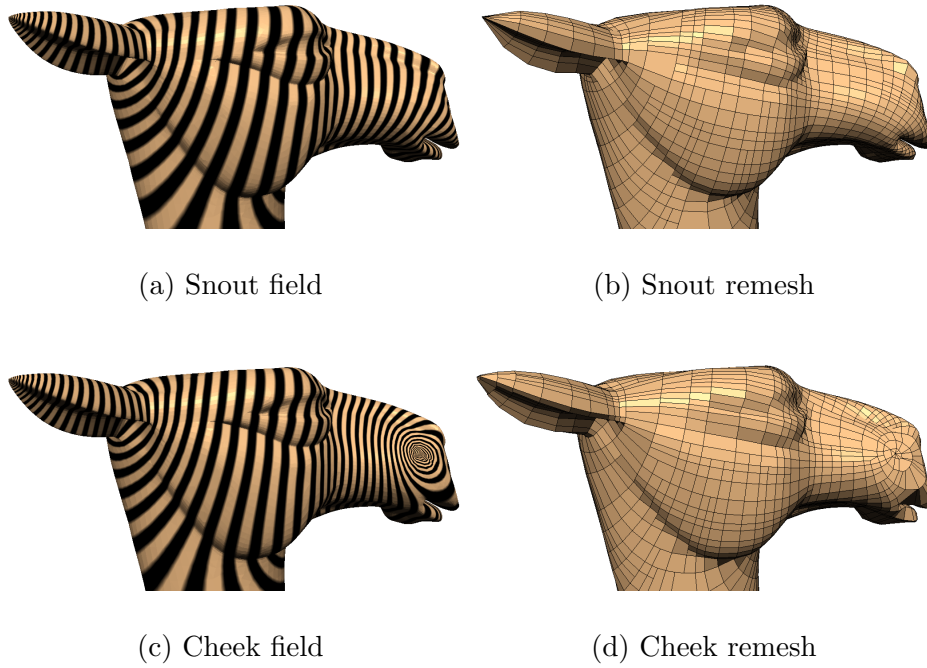 (a) Snout field
(b) Snout remesh
(c) Cheek field
(d) Cheek remesh